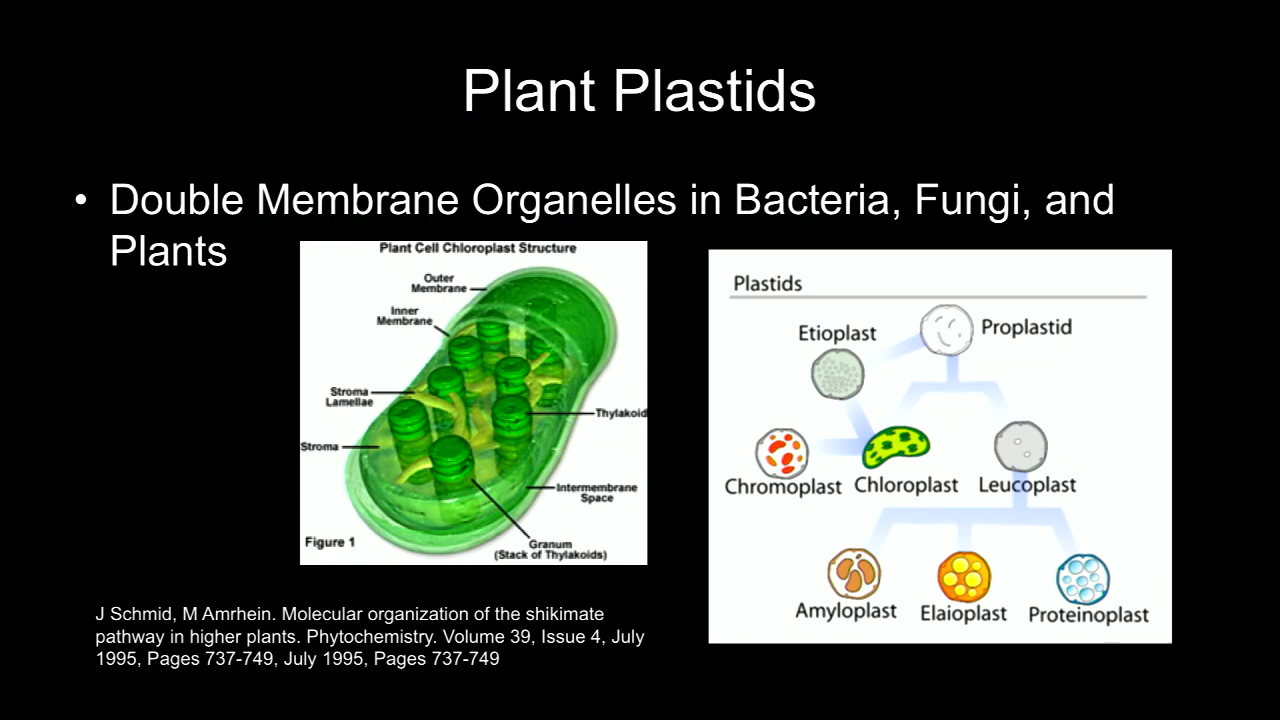 Plant Plastids
• Double Membrane Organelles in Bacteria, Fungi, and
Plants
Plant Cell Chloroplast Structure
Outer
Membrane
Inner
Membrane
Stroma
Lamellae
Stroma
Thylakoid
Intermembrane
Space
Granum
(Stack of Thylakoids)
Figure 1
Plastids
Etioplast
Proplastid
Chromoplast
Chloroplast
Leucoplast
Amyloplast
Elaioplast
Proteinoplast
J Schmid, M Amrhein. Molecular organization of the shikimate
pathway in higher plants. Phytochemistry. Volume 39, Issue 4, July
1995, Pages 737-749, July 1995, Pages 737-749